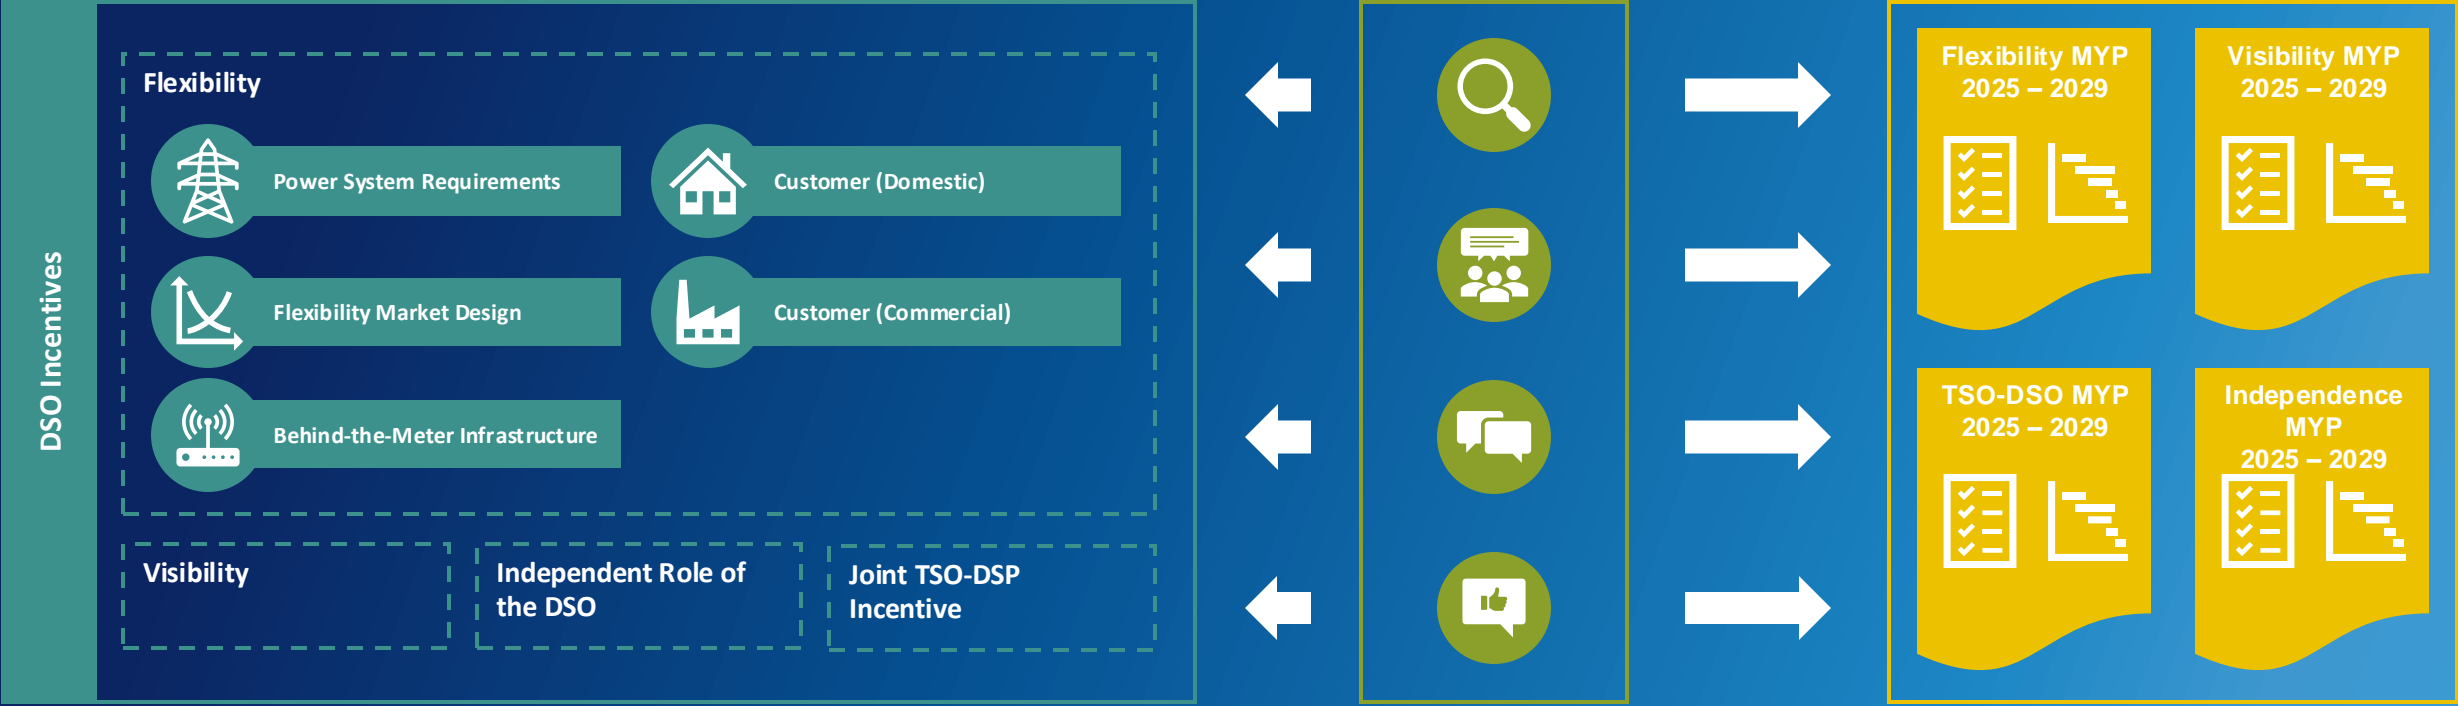 DSO Incentives
Flexibility
Power System Requirements
Customer (Domestic)
Flexibility Market Design
Customer (Commercial)
Behind-the-Meter Infrastructure
Visibility
Independent Role of
the DSO
Joint TSO-DSP
Incentive
Flexibility MYP
2025 – 2029
Visibility MYP
2025 – 2029
TSO-DSO MYP
2025 – 2029
Independence
MYP
2025 – 2029